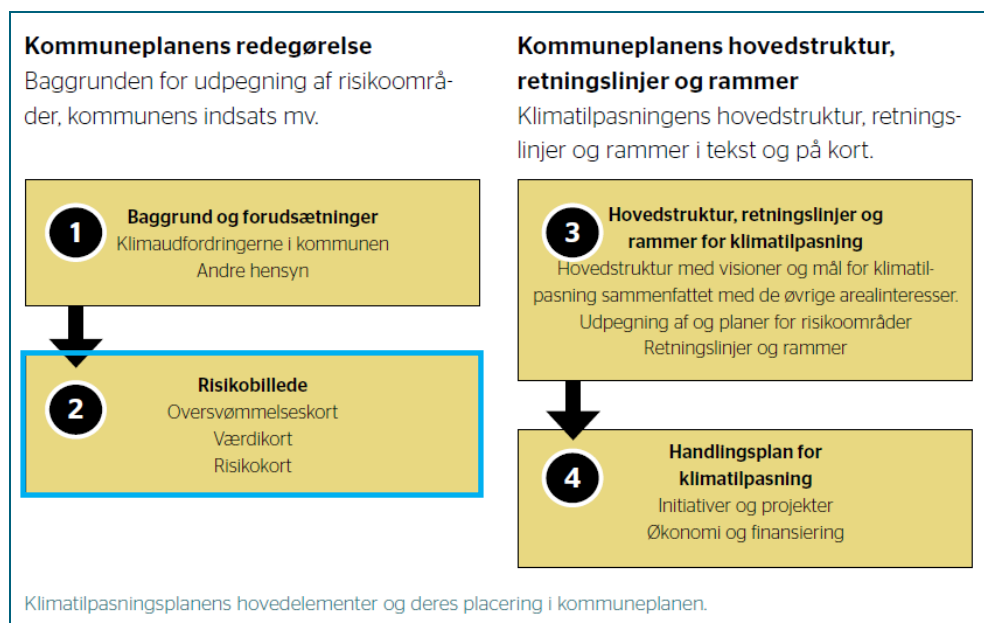 Kommuneplanens redegørelse
Baggrunden for udpegning af risikoområ-
der, kommunens indsats mv.
1
Baggrund og forudsætninger
Klimaudfordringerne i kommunen
Andre hensyn
2
Risikobillede
Oversvømmelseskort
Værdikort
Risikokort
Kommuneplanens hovedstruktur,
retningslinjer og rammer
Klimatilpasningens hovedstruktur, retnings-
linjer og rammer i tekst og på kort.
3
Hovedstruktur, retningslinjer og
rammer for klimatilpasning
Hovedstruktur med visioner og mål for klimatil-
pasning sammenfattet med de øvrige arealinteresser.
Udpegning af og planer for risikoområder
Retningslinjer og rammer
4
Handlingsplan for
klimatilpasning
Initiativer og projekter
Økonomi og finansiering
Klimatilpasningsplanens hovedelementer og deres placering i kommuneplanen.